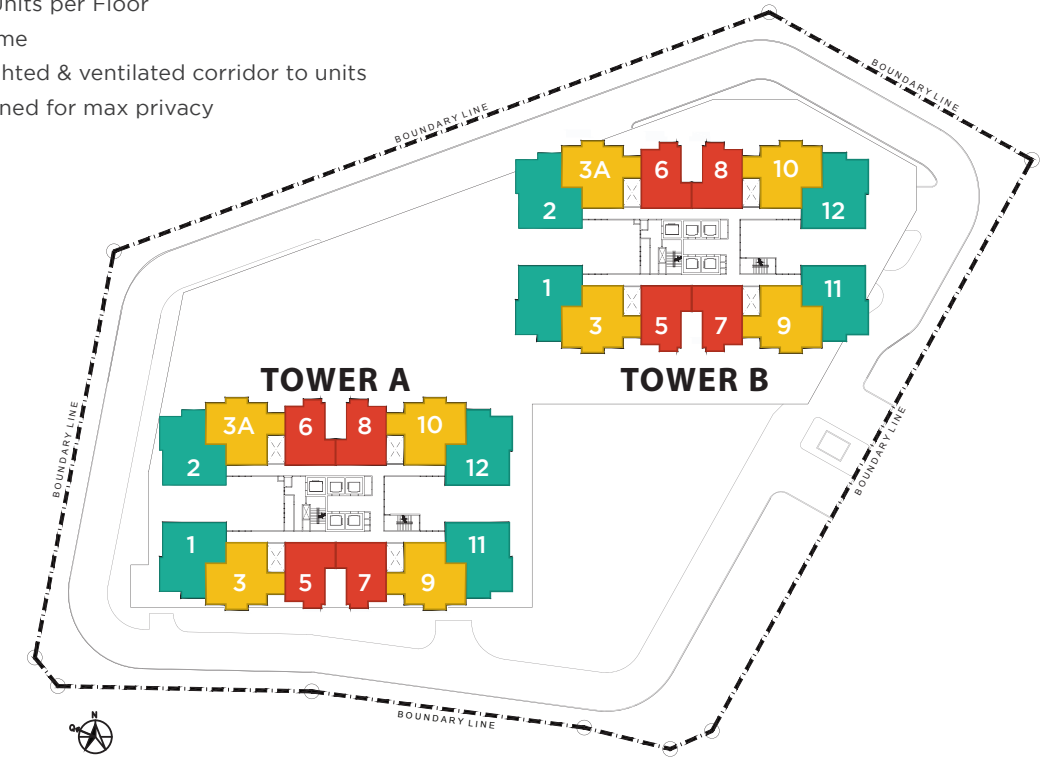 Units per Floor
me
hted & ventilated corridor to units
ned for max privacy
BOUNDARY LINE
BOUNDARY LINE
3A 6 8 10
2 12
1 11
3 5 7 9
TOWER A TOWER B
3A 6 8 10
2 12
1 11
3 5 7 9
BOUNDARY LINE
BOUNDARY LINE
BOUNDARY LINE
N